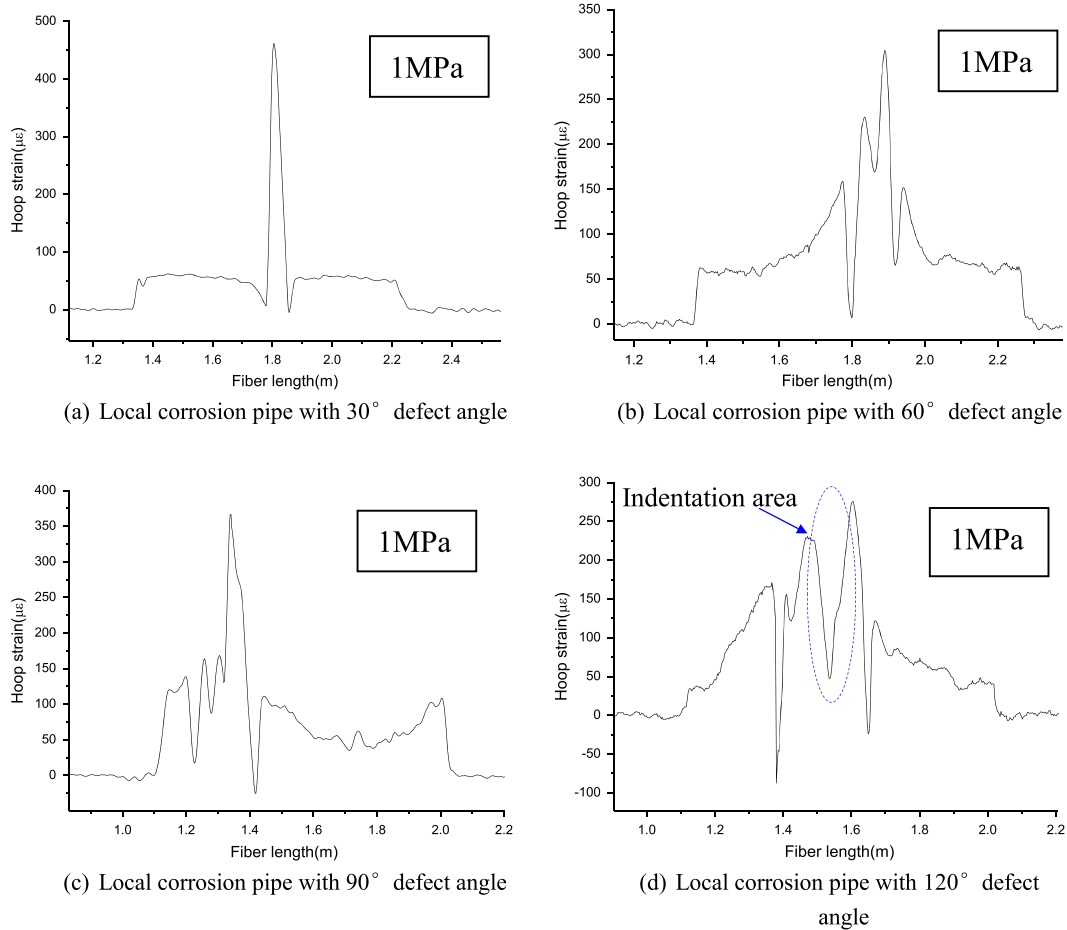 500
400
300
200
100
0
Hoop strain(με)
1MPa
1.2 1.4 1.6 1.8 2.0 2.2 2.4
Fiber length(m)
(a) Local corrosion pipe with 30° defect angle
350
300
250
200
150
100
50
0
Hoop strain(με)
1MPa
1.2 1.4 1.6 1.8 2.0 2.2
Fiber length(m)
(b) Local corrosion pipe with 60° defect angle
400
350
300
250
200
150
100
50
0
Hoop strain(με)
1MPa
1.0 1.2 1.4 1.6 1.8 2.0 2.2
Fiber length(m)
(c) Local corrosion pipe with 90° defect angle
300
250
200
150
100
50
0
-50
-100
Hoop strain(με)
Indentation area
1MPa
1.0 1.2 1.4 1.6 1.8 2.0 2.2
Fiber length(m)
(d) Local corrosion pipe with 120° defect
angle